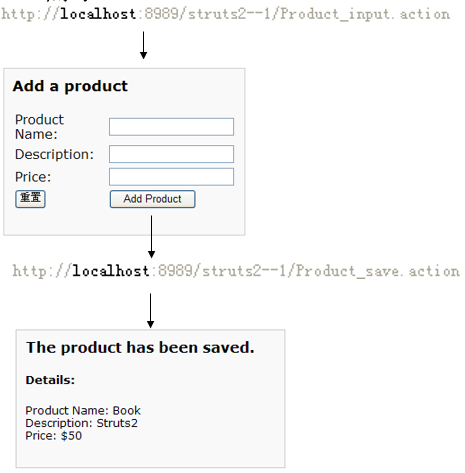 http://localhost:8989/struts2--1/Product_input.action
Add a product
Product
Name:
Description:
Price:
重置 Add Product
http://localhost:8989/struts2--1/Product_save.action
The product has been saved.
Details:
Product Name: Book
Description: Struts2
Price: $50